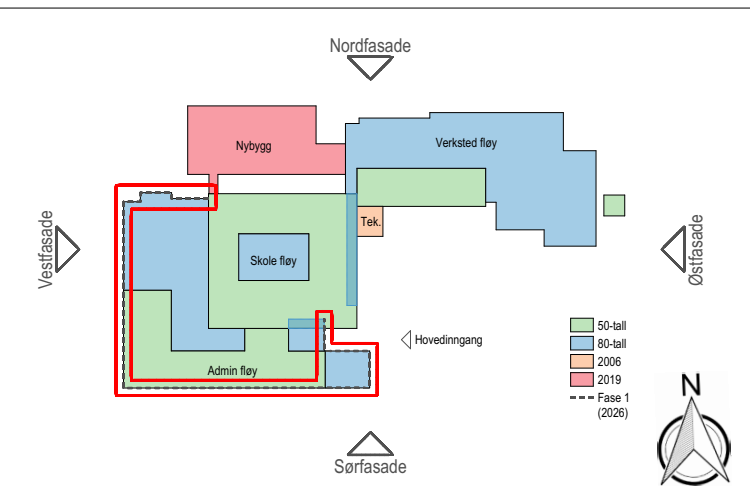 Nordfasade
Nybygg
Verksted fløy
Tek.
Vestfasade
Østfasade
Skole fløy
Hovedinngang
50-tall
80-tall
2006
2019
Fase 1
(2026)
Admin fløy
N
Sørfasade